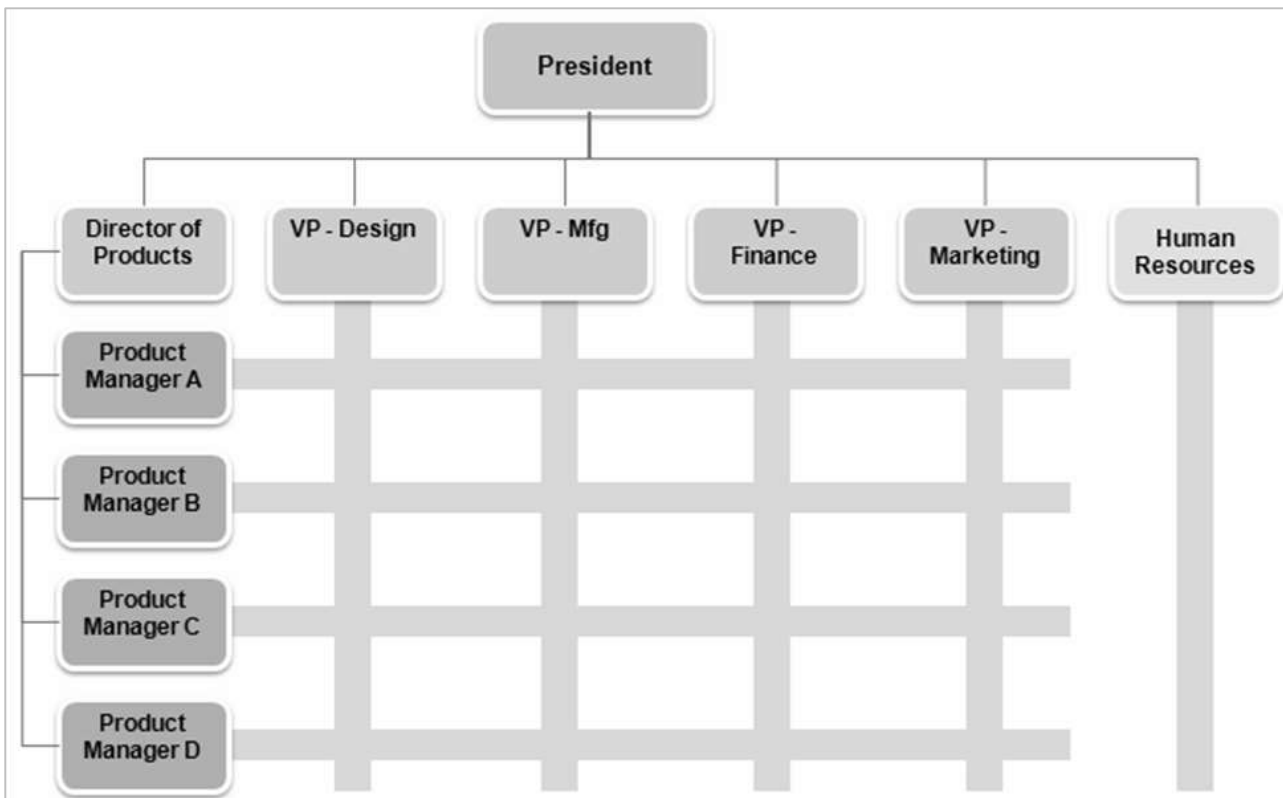 President
Director of
Products
VP - Design
VP - Mfg
VP -
Finance
VP -
Marketing
Human
Resources
Product
Manager A
Product
Manager B
Product
Manager C
Product
Manager D